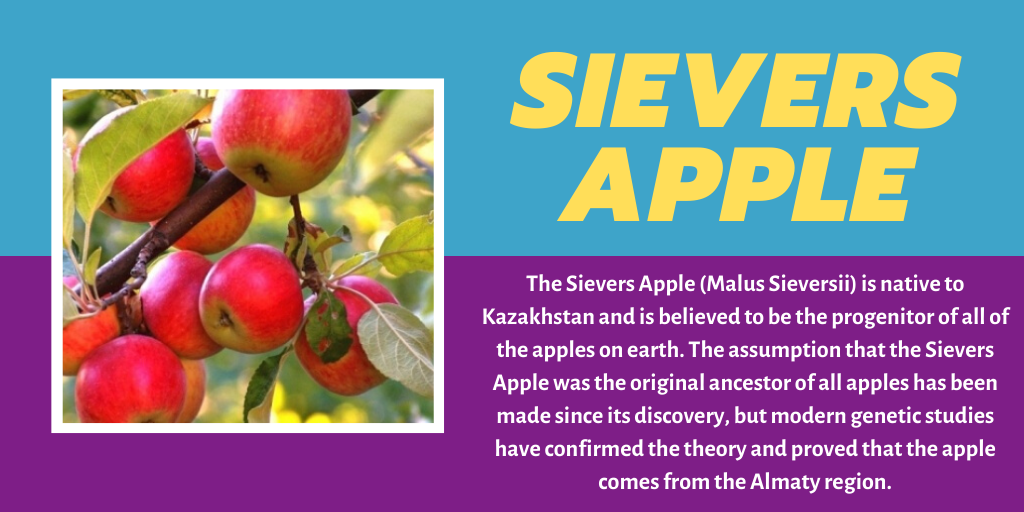 SIEVERS
APPLE
The Sievers Apple (Malus Sieversii) is native to
Kazakhstan and is believed to be the progenitor of all of
the apples on earth. The assumption that the Sievers
Apple was the original ancestor of all apples has been
made since its discovery, but modern genetic studies
have confirmed the theory and proved that the apple
comes from the Almaty region.